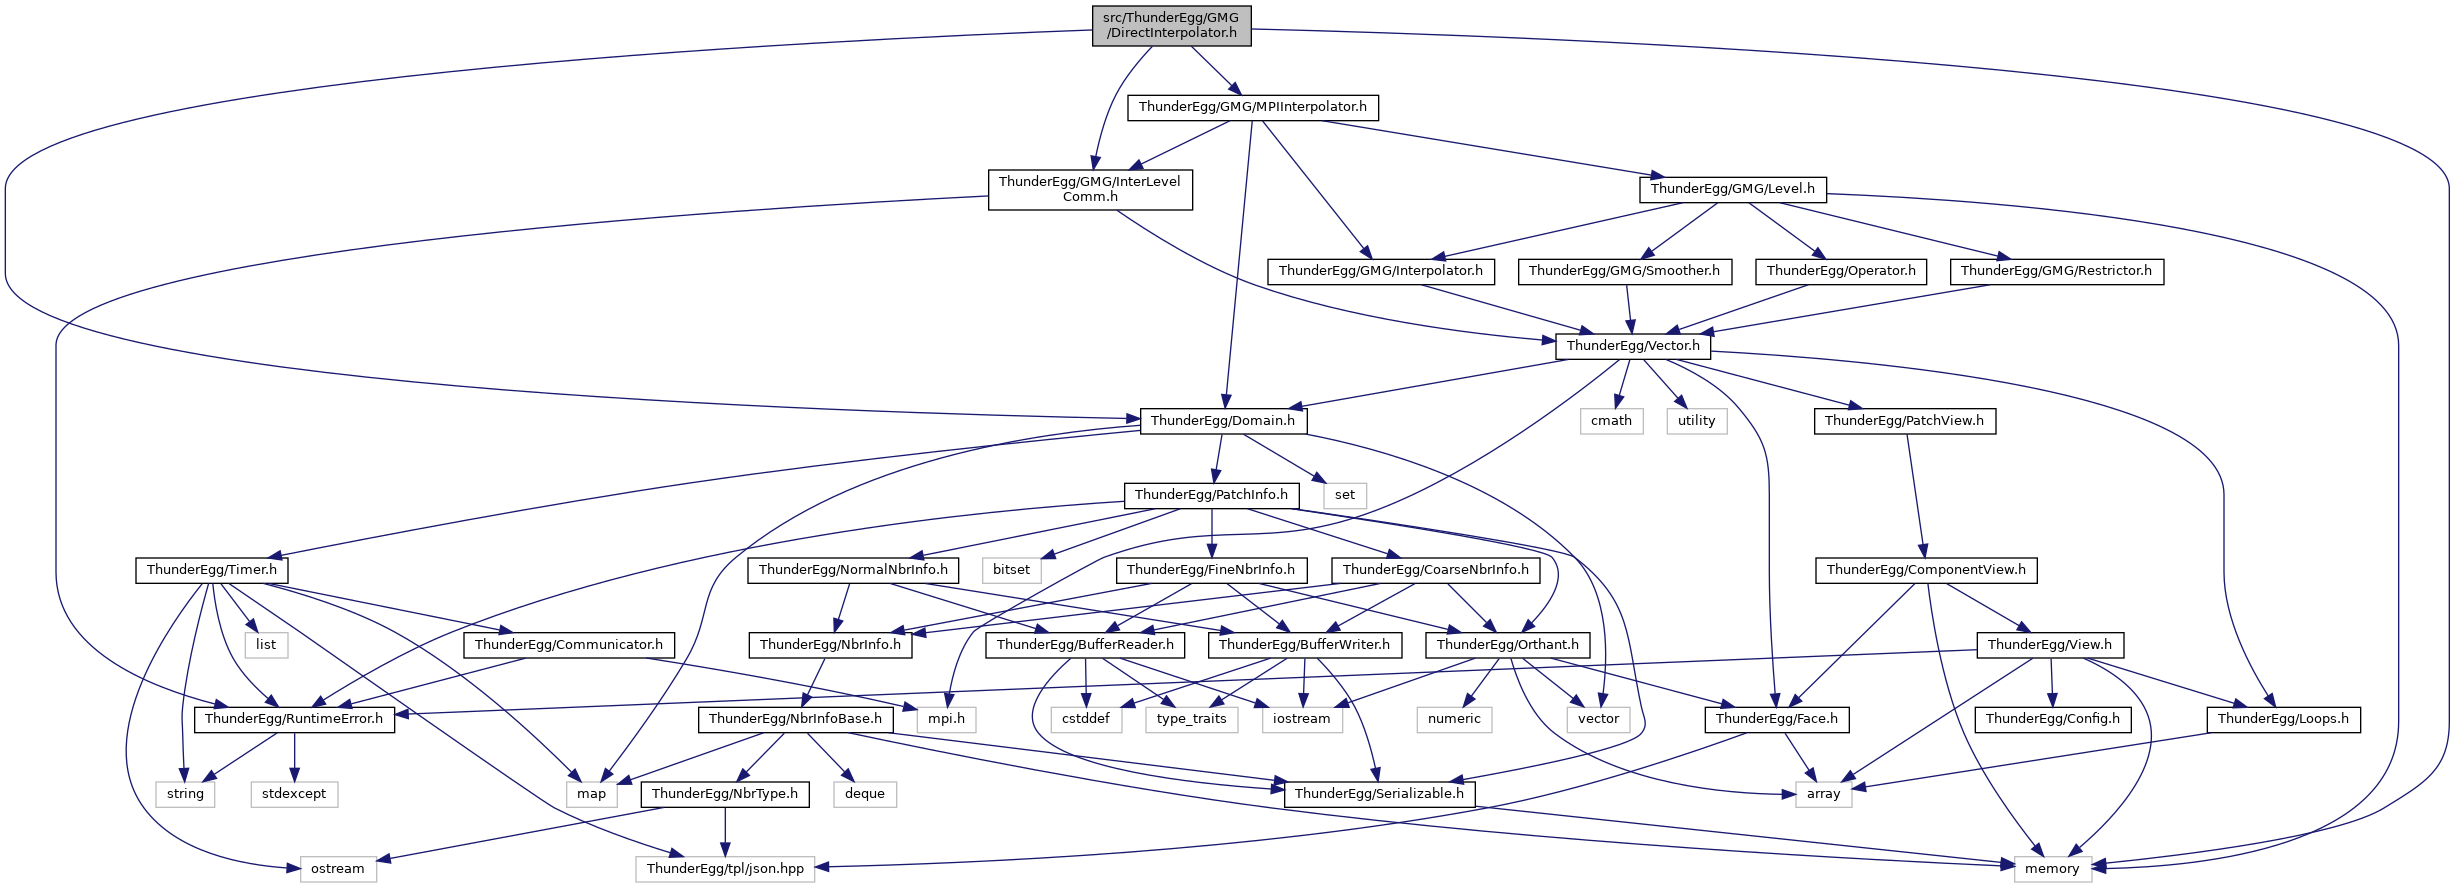 src/ThunderEgg/GMG
/DirectInterpolator.h
ThunderEgg/GMG/MPIInterpolator.h
ThunderEgg/GMG/InterLevel
Comm.h
ThunderEgg/GMG/Level.h
ThunderEgg/GMG/Interpolator.h
ThunderEgg/GMG/Smoother.h
ThunderEgg/Operator.h
ThunderEgg/GMG/Restrictor.h
ThunderEgg/Vector.h
ThunderEgg/Domain.h
cmath
utility
ThunderEgg/PatchView.h
ThunderEgg/PatchInfo.h
set
ThunderEgg/Timer.h
ThunderEgg/NormalNbrInfo.h
bitset
ThunderEgg/FineNbrInfo.h
ThunderEgg/CoarseNbrInfo.h
ThunderEgg/ComponentView.h
list
ThunderEgg/Communicator.h
ThunderEgg/NbrInfo.h
ThunderEgg/BufferReader.h
ThunderEgg/BufferWriter.h
ThunderEgg/Orthant.h
ThunderEgg/View.h
ThunderEgg/RuntimeError.h
ThunderEgg/NbrInfoBase.h
mpi.h
cstddef
type_traits
iostream
numeric
vector
ThunderEgg/Face.h
ThunderEgg/Config.h
ThunderEgg/Loops.h
string
stdexcept
map
ThunderEgg/NbrType.h
deque
ThunderEgg/Serializable.h
array
ostream
ThunderEgg/tpl/json.hpp
memory